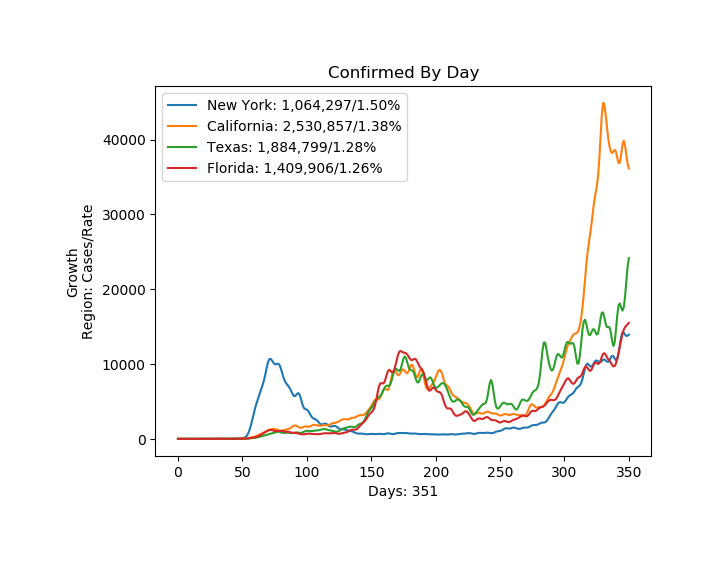 Confirmed By Day
New York: 1,064,297/1.50%
California: 2,530,857/1.38%
Texas: 1,884,799/1.28%
Florida: 1,409,906/1.26%
Growth
Region: Cases/Rate
40000
30000
20000
10000
0
0 50 100 150 200 250 300 350
Days: 351